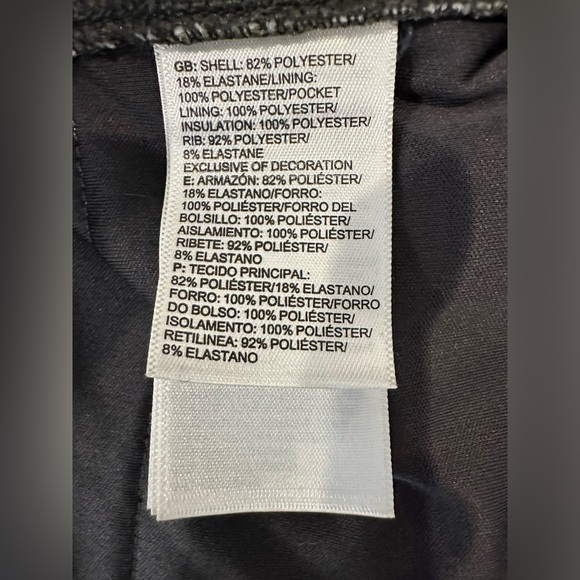 GB: SHELL: 82% POLYESTER/
18% ELASTANE/LINING:
100% POLYESTER/POCKET
LINING: 100% POLYESTER/
INSULATION: 100% POLYESTER/
RIB: 92% POLYESTER/
8% ELASTANE
EXCLUSIVE OF DECORATION
E: ARMAZÓN: 82% POLIÉSTER/
18% ELASTANO/FORRO:
100% POLIÉSTER/FORRO DEL
BOLSILLO: 100% POLIÉSTER/
AISLAMIENTO: 100% POLIÉSTER/
RIBETE: 92% POLIÉSTER/
8% ELASTANO
P: TECIDO PRINCIPAL:
82% POLIÉSTER/18% ELASTANO/
FORRO: 100% POLIÉSTER/FORRO
DO BOLSO: 100% POLIÉSTER/
ISOLAMENTO: 100% POLIÉSTER/
RETILINEA: 92% POLIÉSTER/
8% ELASTANO